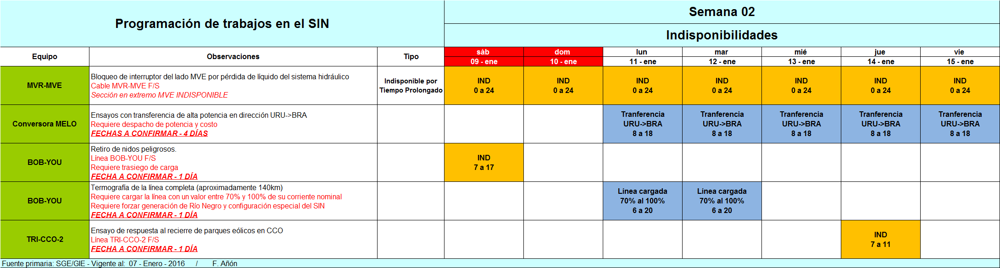 Programación de trabajos en el SIN
Semana 02
Indisponibilidades
Equipo
Observaciones
Tipo
sáb
dom
lun
mar
mié
jue
vie
09 - ene
10 - ene
11 - ene
12 - ene
13 - ene
14 - ene
15 - ene
MVR-MVE
Bloqueo de interruptor del lado MVE por pérdida de líquido del sistema hidráulico
Cable MVR-MVE F/S
Sección en extremo MVE INDISPONIBLE
Indisponible por
Tiempo Prolongado
IND
0 a 24
IND
0 a 24
IND
0 a 24
IND
0 a 24
IND
0 a 24
IND
0 a 24
IND
0 a 24
Conversora MELO
Ensayos con transferencia de alta potencia en dirección URU->BRA
Requiere despacho de potencia y costo
FECHAS A CONFIRMAR - 4 DÍAS
Tranferencia
URU->BRA
8 a 18
Tranferencia
URU->BRA
8 a 18
Tranferencia
URU->BRA
8 a 18
Tranferencia
URU->BRA
8 a 18
Tranferencia
URU->BRA
8 a 18
BOB-YOU
Retiro de nidos peligrosos.
Línea BOB-YOU F/S
Requiere trasiego de carga
FECHA A CONFIRMAR - 1 DÍA
IND
7 a 17
BOB-YOU
Termografía de la línea completa (aproximadamente 140km)
Requiere cargar la línea con un valor entre 70% y 100% de su corriente nominal
Requiere forzar generación de Río Negro y configuración especial del SIN
FECHA A CONFIRMAR - 1 DÍA
Línea cargada
70% al 100%
6 a 20
Línea cargada
70% al 100%
6 a 20
TRI-CCO-2
Ensayo de respuesta al recierre de parques eólicos en CCO
Línea TRI-CCO-2 F/S
FECHA A CONFIRMAR - 1 DÍA
IND
7 a 11
Fuente primaria: SGE/GIE - Vigente al: 07 - Enero - 2016 / F. Añón